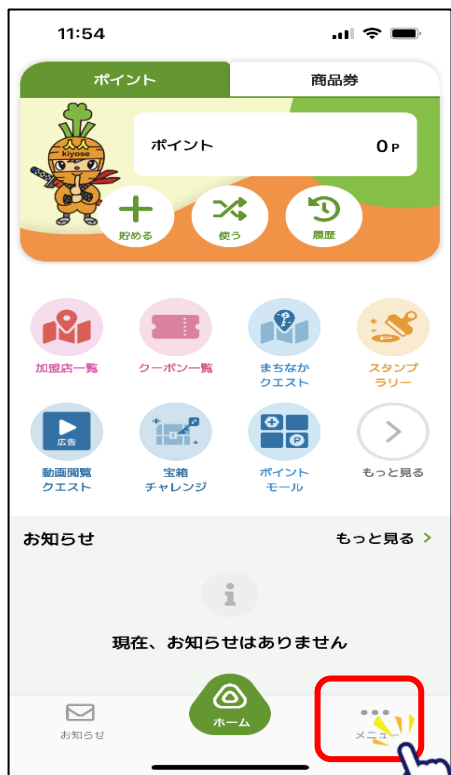 11:54
ポイント
商品券
kiyose
ポイント
0 P
貯める
使う
履歴
加盟店一覧
クーポン一覧
まちなか
クエスト
スタンプ
ラリー
広告
動画閲覧
クエスト
宝箱
チャレンジ
P
ポイント
モール
もっと見る
お知らせ
もっと見る
現在、お知らせはありません
お知らせ
ホーム
メニュー